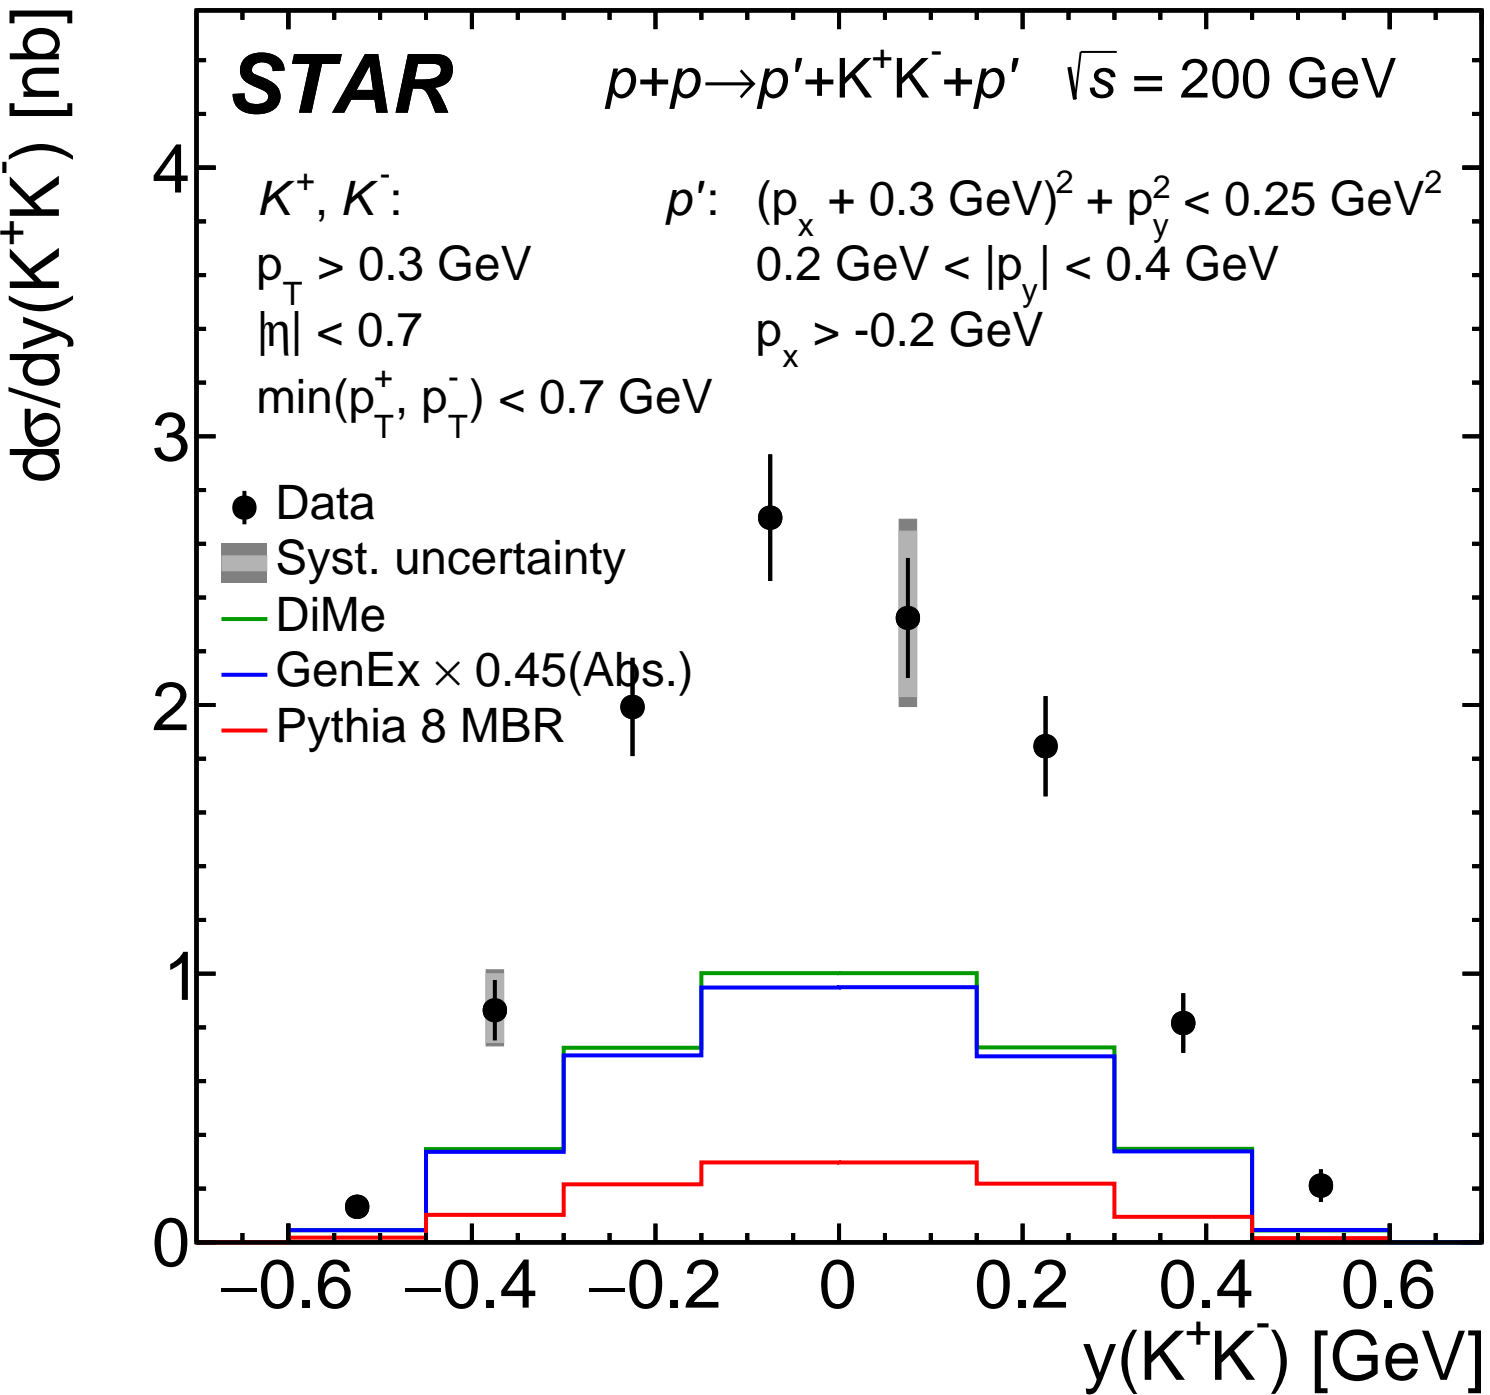 dσ/dy(K⁺K⁻) [nb]
STAR p+p→p′+K⁺K⁻+p′ √s = 200 GeV
K⁺, K⁻: p′: (pₓ + 0.3 GeV)² + p_y² < 0.25 GeV²
p_T > 0.3 GeV 0.2 GeV < |p_y| < 0.4 GeV
|η| < 0.7 pₓ > -0.2 GeV
min(p_T⁺, p_T⁻) < 0.7 GeV
Data
Syst. uncertainty
DiMe
GenEx × 0.45(Abs.)
Pythia 8 MBR
4
3
2
1
0
−0.6 −0.4 −0.2 0 0.2 0.4 0.6
y(K⁺K⁻) [GeV]